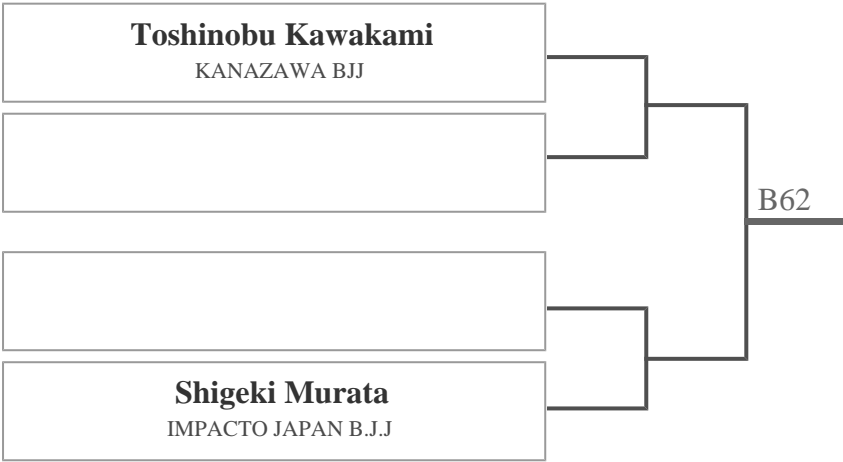 Toshinobu Kawakami
KANAZAWA BJJ
B62
Shigeki Murata
IMPACTO JAPAN B.J.J